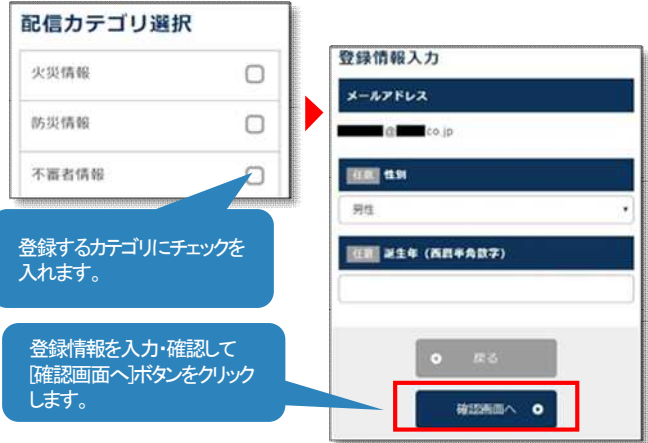 配信カテゴリ選択
火災情報
防災情報
不審者情報
登録するカテゴリにチェックを
入れます。
登録情報入力
メールアドレス
@ co.jp
任意 性別
男性
任意 誕生年（西暦半角数字）
戻る
確認画面へ
登録情報を入力・確認して
[確認画面へ]ボタンをクリック
します。